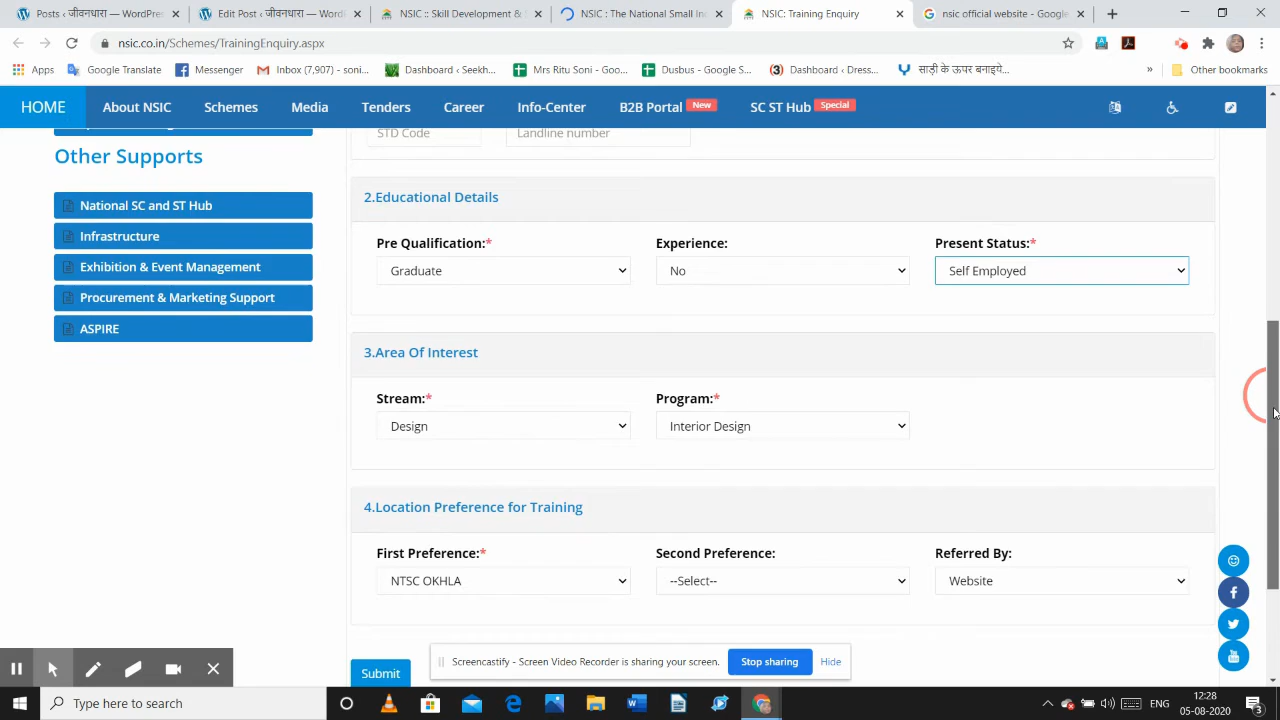 Posts ‹ जीवनधारा — WordPres
Edit Post ‹ जीवनधारा — WordPr
NSIC - Skill Development &
NSIC : The National Small Inc
NSIC: Training Enquiry
nsic official website - Google
nsic.co.in/Schemes/TrainingEnquiry.aspx
Apps
Google Translate
Messenger
Inbox (7,907) - soni...
Dashboard ‹ Seekh...
Mrs Ritu Soni - Goo...
Dusbus - Google S...
(3) Dashboard ‹ Dress...
साड़ी के ऊपर बनाइये...
»
Other bookmarks
HOME
About NSIC
Schemes
Media
Tenders
Career
Info-Center
B2B Portal New
SC ST Hub Special
STD Code
Landline number
Other Supports
National SC and ST Hub
Infrastructure
Exhibition & Event Management
Procurement & Marketing Support
ASPIRE
2.Educational Details
Pre Qualification:*
Experience:
Present Status:*
Graduate
No
Self Employed
3.Area Of Interest
Stream:*
Program:*
Design
Interior Design
4.Location Preference for Training
First Preference:*
Second Preference:
Referred By:
NTSC OKHLA
--Select--
Website
Submit
Screencastify - Screen Video Recorder is sharing your screen.
Stop sharing
Hide
Type here to search
ENG
12:28
05-08-2020
3